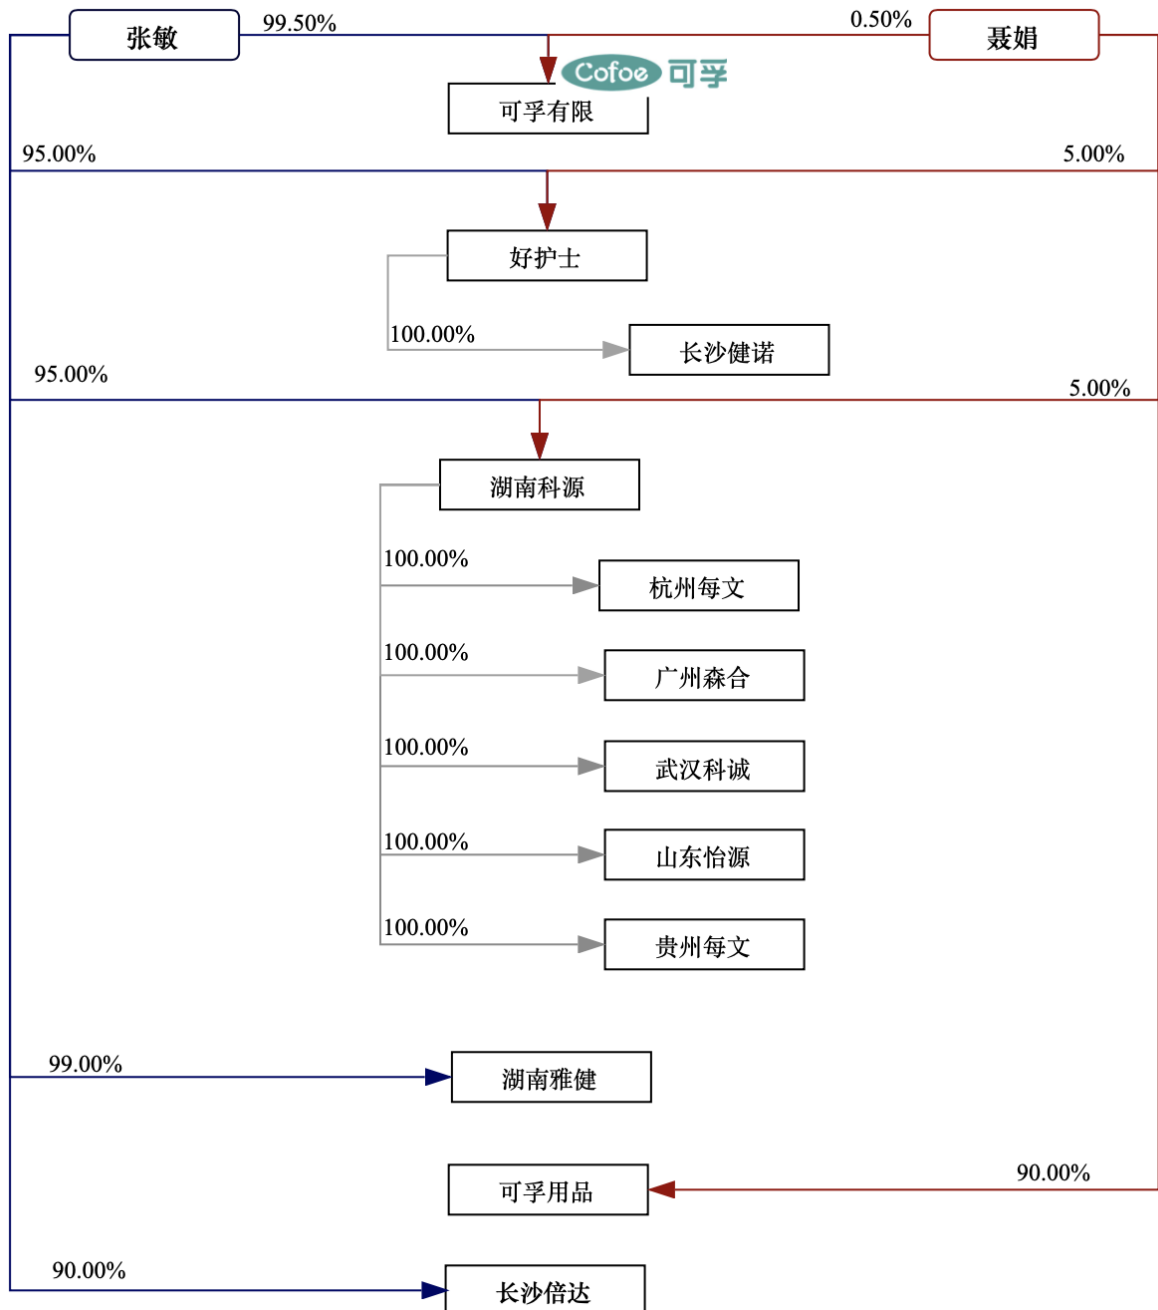 张敏
99.50%
0.50%
聂娟
Cofoe 可孚
可孚有限
95.00%
5.00%
好护士
100.00%
长沙健诺
95.00%
5.00%
湖南科源
100.00%
杭州每文
100.00%
广州森合
100.00%
武汉科诚
100.00%
山东怡源
100.00%
贵州每文
99.00%
湖南雅健
90.00%
可孚用品
90.00%
长沙倍达